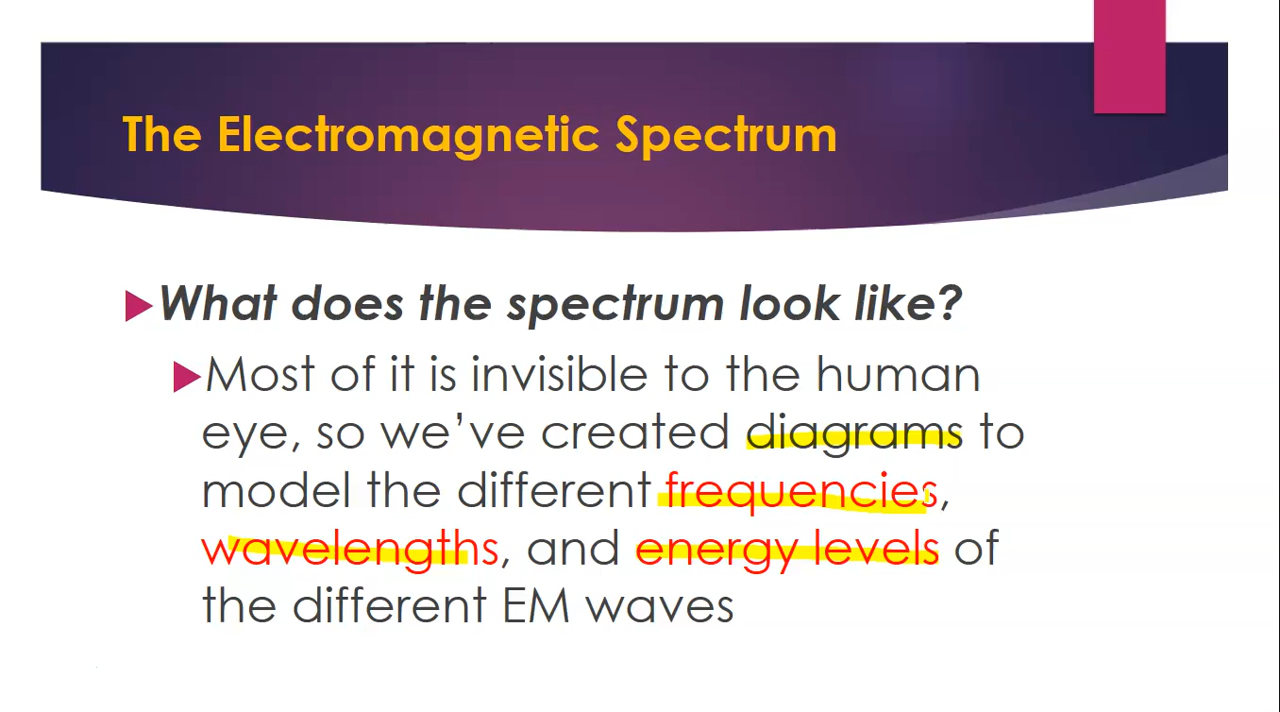 The Electromagnetic Spectrum
What does the spectrum look like?
Most of it is invisible to the human
eye, so we’ve created diagrams to
model the different frequencies,
wavelengths, and energy levels of
the different EM waves